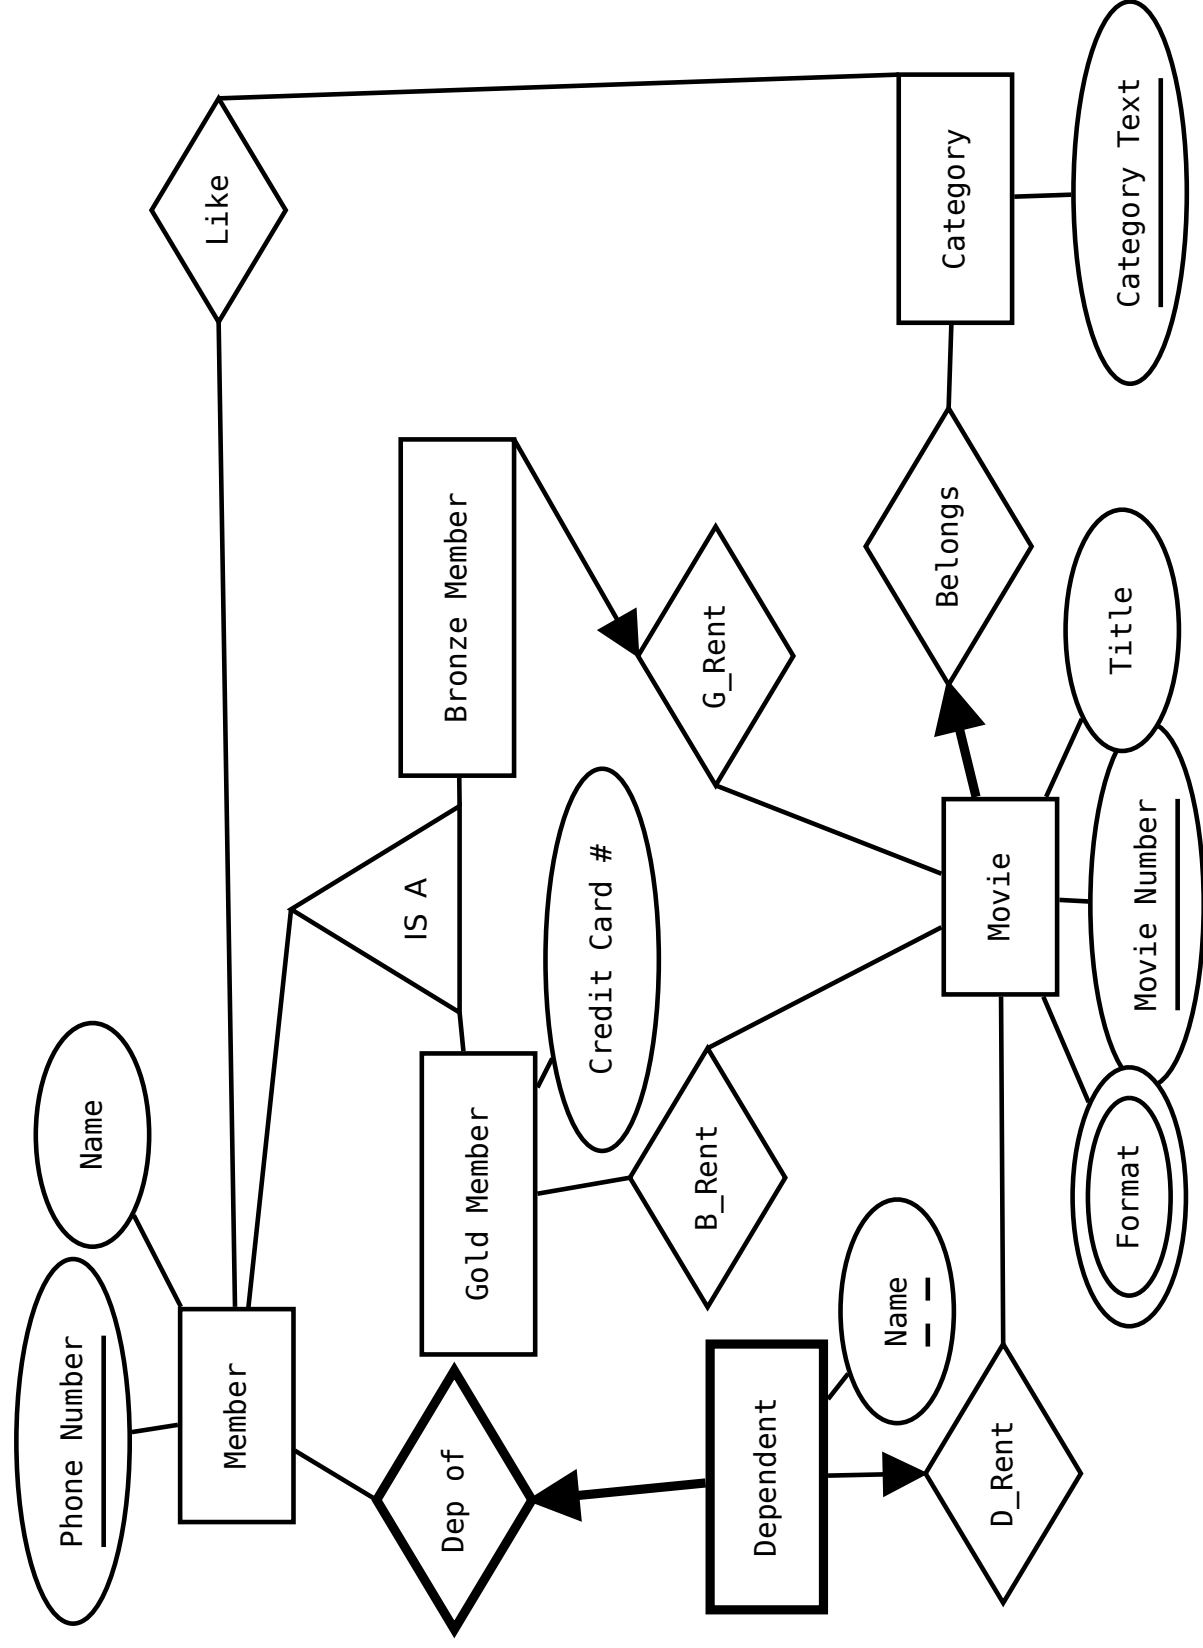 Phone Number
Name
Member
Like
Dep of
Gold Member
IS A
Bronze Member
Credit Card #
B_Rent
G_Rent
Dependent
Name
D_Rent
Movie
Belongs
Category
Format
Movie Number
Title
Category Text